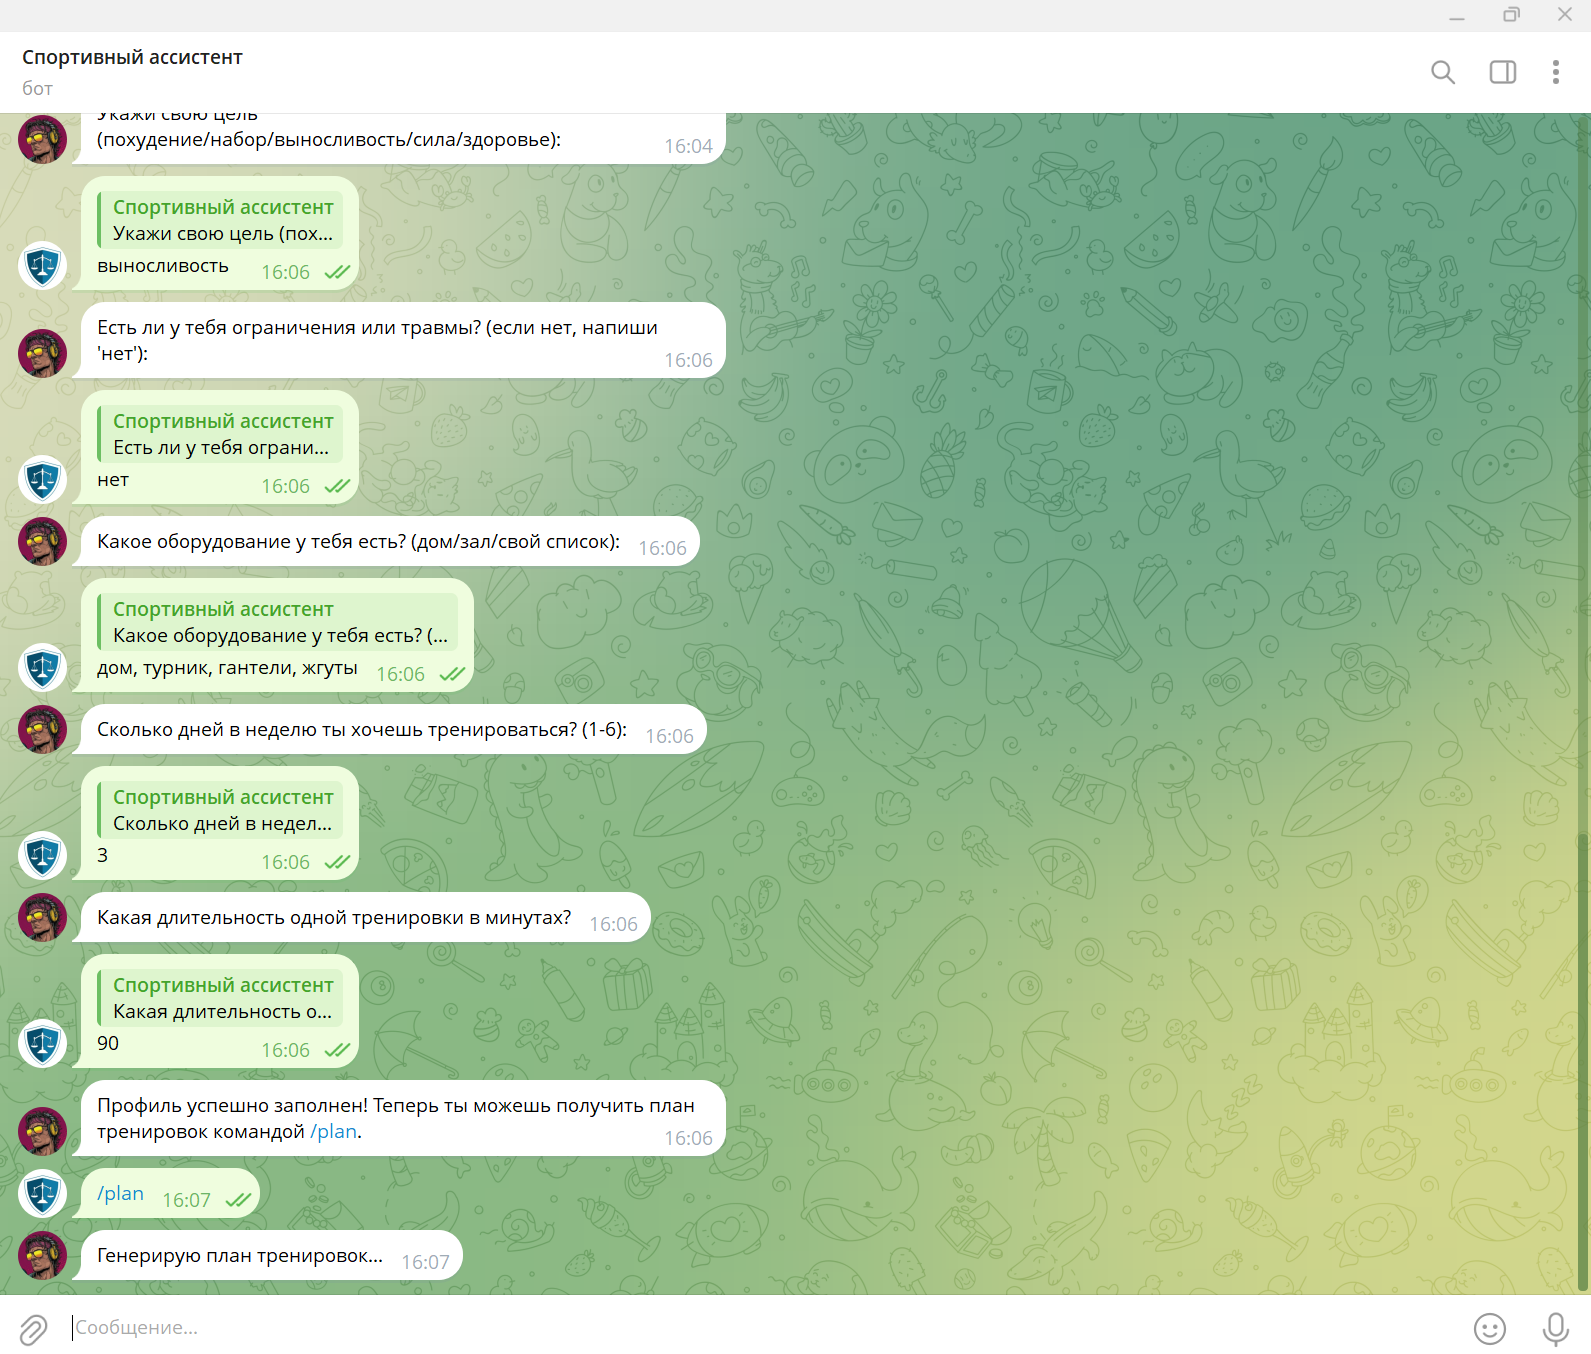 Спортивный ассистент
бот
Укажи свою цель
(похудение/набор/выносливость/сила/здоровье):
16:04
Спортивный ассистент
Укажи свою цель (пох...
выносливость 16:06
Есть ли у тебя ограничения или травмы? (если нет, напиши
'нет'):
16:06
Спортивный ассистент
Есть ли у тебя ограни...
нет 16:06
Какое оборудование у тебя есть? (дом/зал/свой список): 16:06
Спортивный ассистент
Какое оборудование у тебя есть? (...
дом, турник, гантели, жгуты 16:06
Сколько дней в неделю ты хочешь тренироваться? (1-6): 16:06
Спортивный ассистент
Сколько дней в недел...
3 16:06
Какая длительность одной тренировки в минутах? 16:06
Спортивный ассистент
Какая длительность о...
90 16:06
Профиль успешно заполнен! Теперь ты можешь получить план
тренировок командой /plan.
16:06
/plan 16:07
Генерирую план тренировок... 16:07
Сообщение...